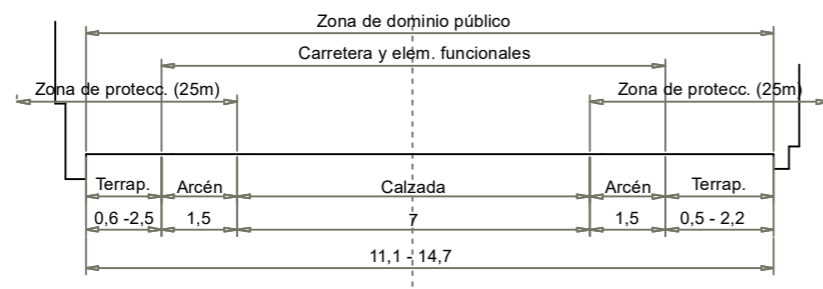 Zona de dominio público
Carretera y elem. funcionales
Zona de protecc. (25m) Zona de protecc. (25m)
Terrap. Arcén Calzada Arcén Terrap.
0,6 -2,5 1,5 7 1,5 0,5 - 2,2
11,1 - 14,7